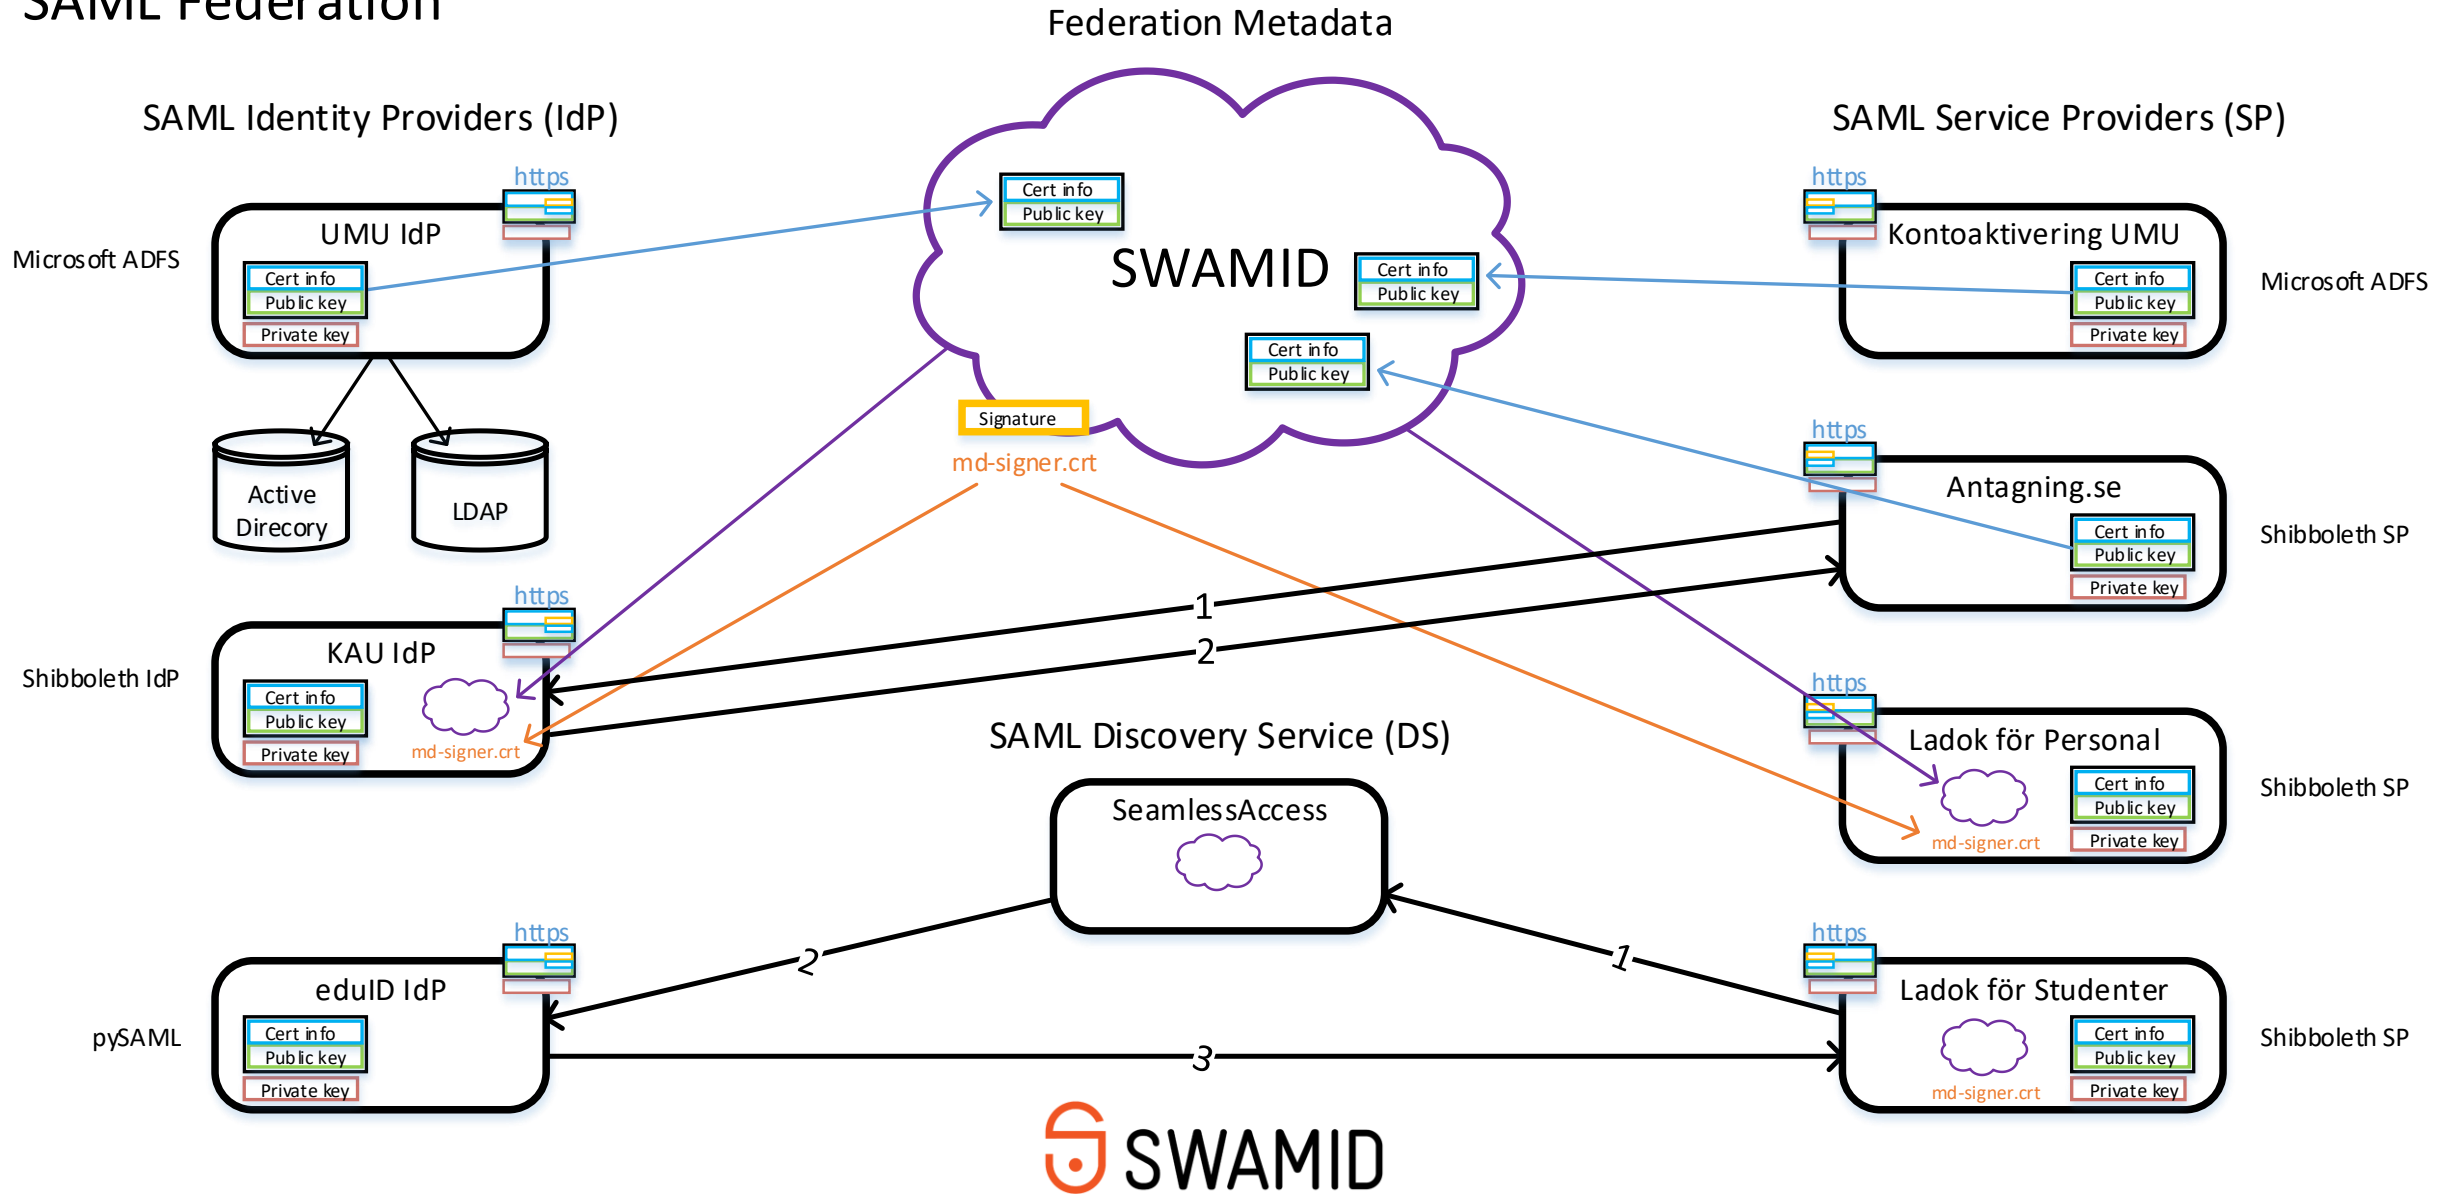 SAML Federation
Federation Metadata
SAML Identity Providers (IdP)
SAML Service Providers (SP)
https
UMU IdP
Microsoft ADFS
Cert info
Public key
Private key
Active
Direcory
LDAP
https
KAU IdP
Shibboleth IdP
Cert info
Public key
Private key
md-signer.crt
https
eduID IdP
pySAML
Cert info
Public key
Private key
Cert info
Public key
SWAMID
Cert info
Public key
Cert info
Public key
Signature
md-signer.crt
1
2
SAML Discovery Service (DS)
SeamlessAccess
2
1
3
SWAMID
https
Kontoaktivering UMU
Microsoft ADFS
Cert info
Public key
Private key
https
Antagning.se
Shibboleth SP
Cert info
Public key
Private key
https
Ladok för Personal
Shibboleth SP
Cert info
Public key
Private key
md-signer.crt
https
Ladok för Studenter
Shibboleth SP
Cert info
Public key
Private key
md-signer.crt